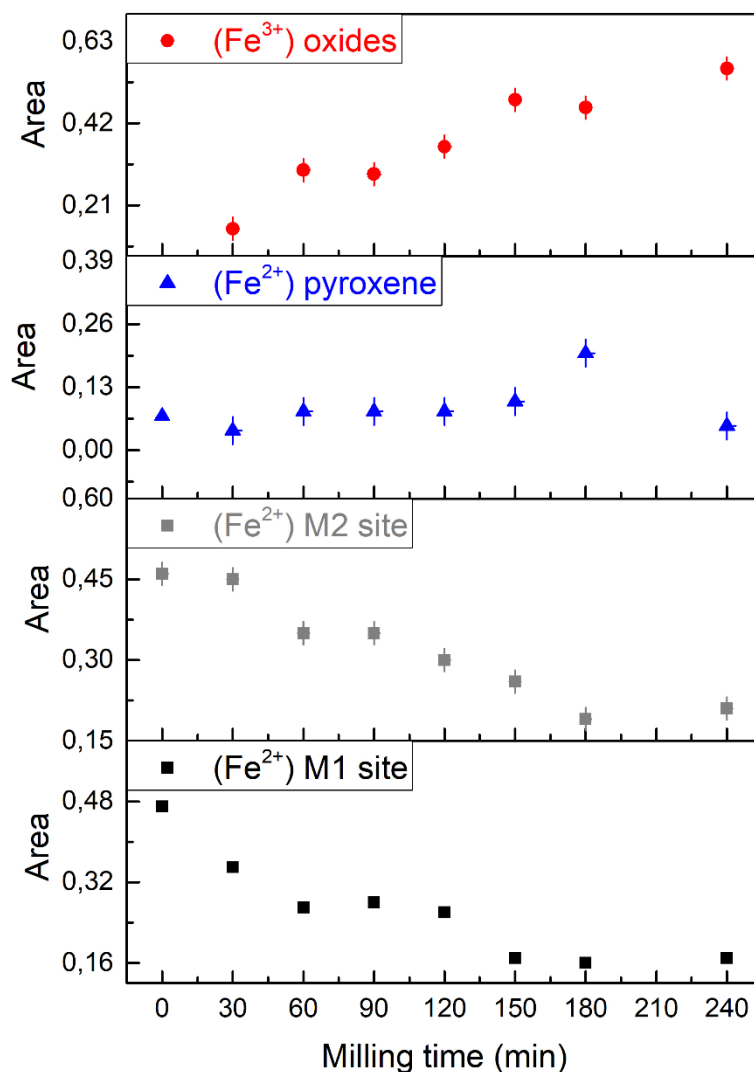 (Fe³⁺) oxides
0,63
0,42
0,21
Area
(Fe²⁺) pyroxene
0,39
0,26
0,13
0,00
Area
(Fe²⁺) M2 site
0,60
0,45
0,30
0,15
Area
(Fe²⁺) M1 site
0,48
0,32
0,16
Area
0 30 60 90 120 150 180 210 240
Milling time (min)